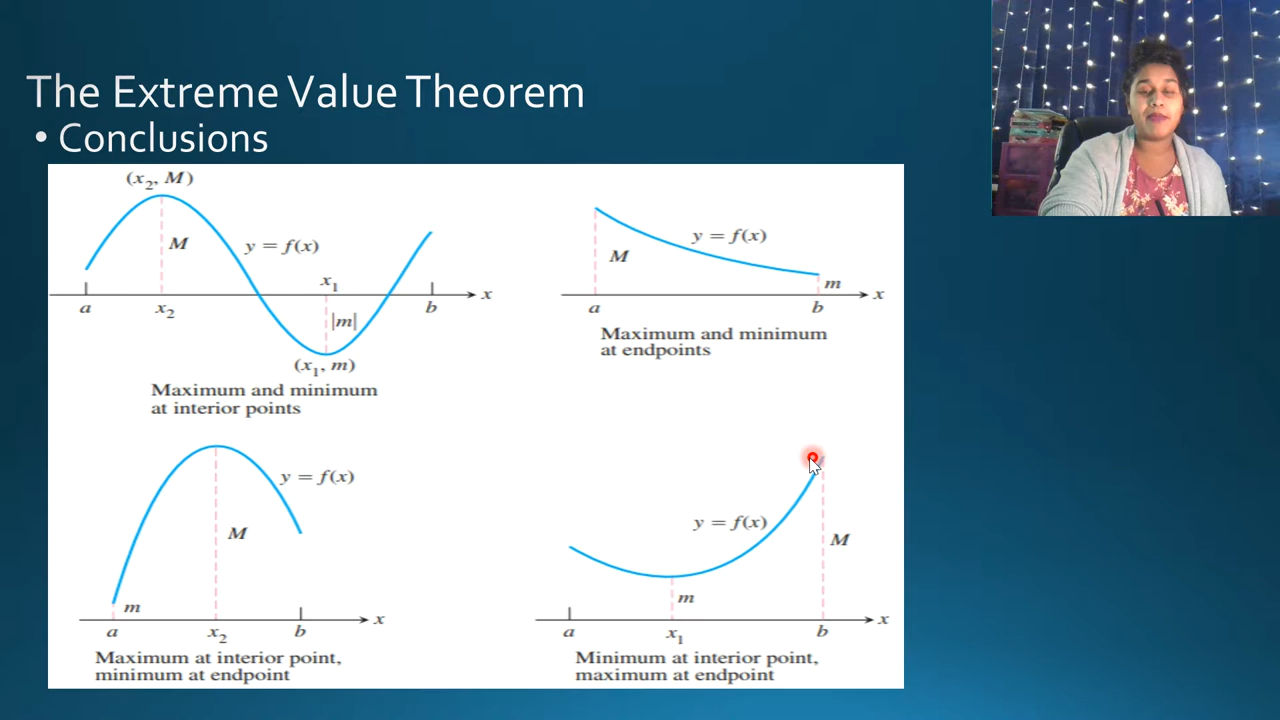 The Extreme Value Theorem
• Conclusions
(x₂, M)
M
y = f(x)
x₁
a
x₂
|m|
b
x
(x₁, m)
Maximum and minimum
at interior points
y = f(x)
M
m
a
b
x
Maximum and minimum
at endpoints
y = f(x)
M
m
a
x₂
b
x
Maximum at interior point,
minimum at endpoint
y = f(x)
M
m
a
x₁
b
x
Minimum at interior point,
maximum at endpoint